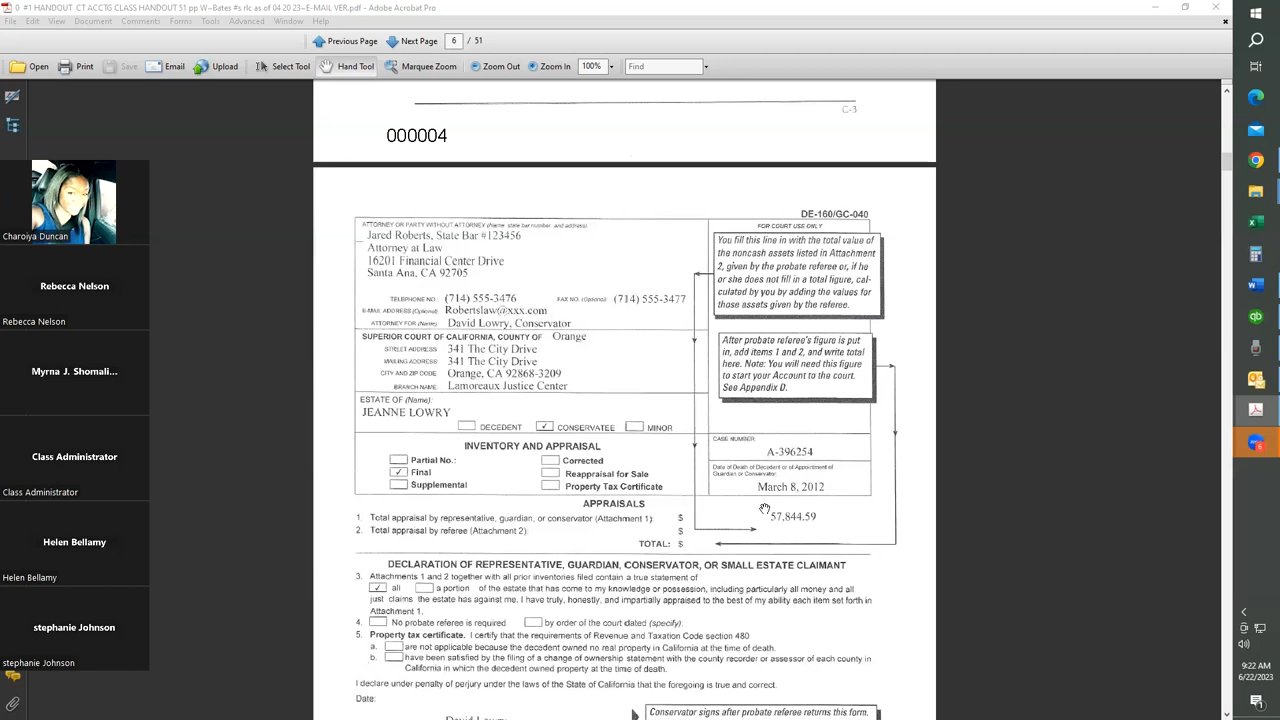 0 #1 HANDOUT CT ACCTG CLASS HANDOUT 51 pp W~Bates #s rlc as of 04 20 23~E-MAIL VER.pdf - Adobe Acrobat Pro
File Edit View Document Comments Forms Tools Advanced Window Help
Previous Page Next Page 6 / 51
Open Print Save Email Upload Select Tool Hand Tool Marquee Zoom Zoom Out Zoom In 100% Find
C-3
000004
DE-160/GC-040
ATTORNEY OR PARTY WITHOUT ATTORNEY (Name, state bar number, and address)
Jared Roberts, State Bar #123456
Attorney at Law
16201 Financial Center Drive
Santa Ana, CA 92705
TELEPHONE NO.: (714) 555-3476 FAX NO. (Optional): (714) 555-3477
E-MAIL ADDRESS (Optional) Robertslaw@xxx.com
ATTORNEY FOR (Name): David Lowry, Conservator
SUPERIOR COURT OF CALIFORNIA, COUNTY OF Orange
STREET ADDRESS: 341 The City Drive
MAILING ADDRESS: 341 The City Drive
CITY AND ZIP CODE: Orange, CA 92868-3209
BRANCH NAME: Lamoreaux Justice Center
ESTATE OF (Name):
JEANNE LOWRY
DECEDENT ✓ CONSERVATEE MINOR
FOR COURT USE ONLY
You fill this line in with the total value of
the noncash assets listed in Attachment
2, given by the probate referee or, if he
or she does not fill in a total figure, cal-
culated by you by adding the values for
those assets given by the referee.
After probate referee's figure is put
in, add items 1 and 2, and write total
here. Note: You will need this figure
to start your Account to the court.
See Appendix D.
INVENTORY AND APPRAISAL
Partial No.: Corrected
✓ Final Reappraisal for Sale
Supplemental Property Tax Certificate
CASE NUMBER:
A-396254
Date of Death of Decedent or of Appointment of
Guardian or Conservator:
March 8, 2012
APPRAISALS
1. Total appraisal by representative, guardian, or conservator (Attachment 1): $ 57,844.59
2. Total appraisal by referee (Attachment 2): $
TOTAL: $
DECLARATION OF REPRESENTATIVE, GUARDIAN, CONSERVATOR, OR SMALL ESTATE CLAIMANT
3. Attachments 1 and 2 together with all prior inventories filed contain a true statement of
✓ all a portion of the estate that has come to my knowledge or possession, including particularly all money and all
just claims the estate has against me. I have truly, honestly, and impartially appraised to the best of my ability each item set forth in
Attachment 1.
4. No probate referee is required by order of the court dated (specify):
5. Property tax certificate. I certify that the requirements of Revenue and Taxation Code section 480
a. are not applicable because the decedent owned no real property in California at the time of death.
b. have been satisfied by the filing of a change of ownership statement with the county recorder or assessor of each county in
California in which the decedent owned property at the time of death.
I declare under penalty of perjury under the laws of the State of California that the foregoing is true and correct.
Date:
David Lowry
Conservator signs after probate referee returns this form.
Charoiya Duncan
Rebecca Nelson
Rebecca Nelson
Myrna J. Shomali...
Class Administrator
Class Administrator
Helen Bellamy
Helen Bellamy
stephanie Johnson
stephanie Johnson
9:22 AM
6/22/2023